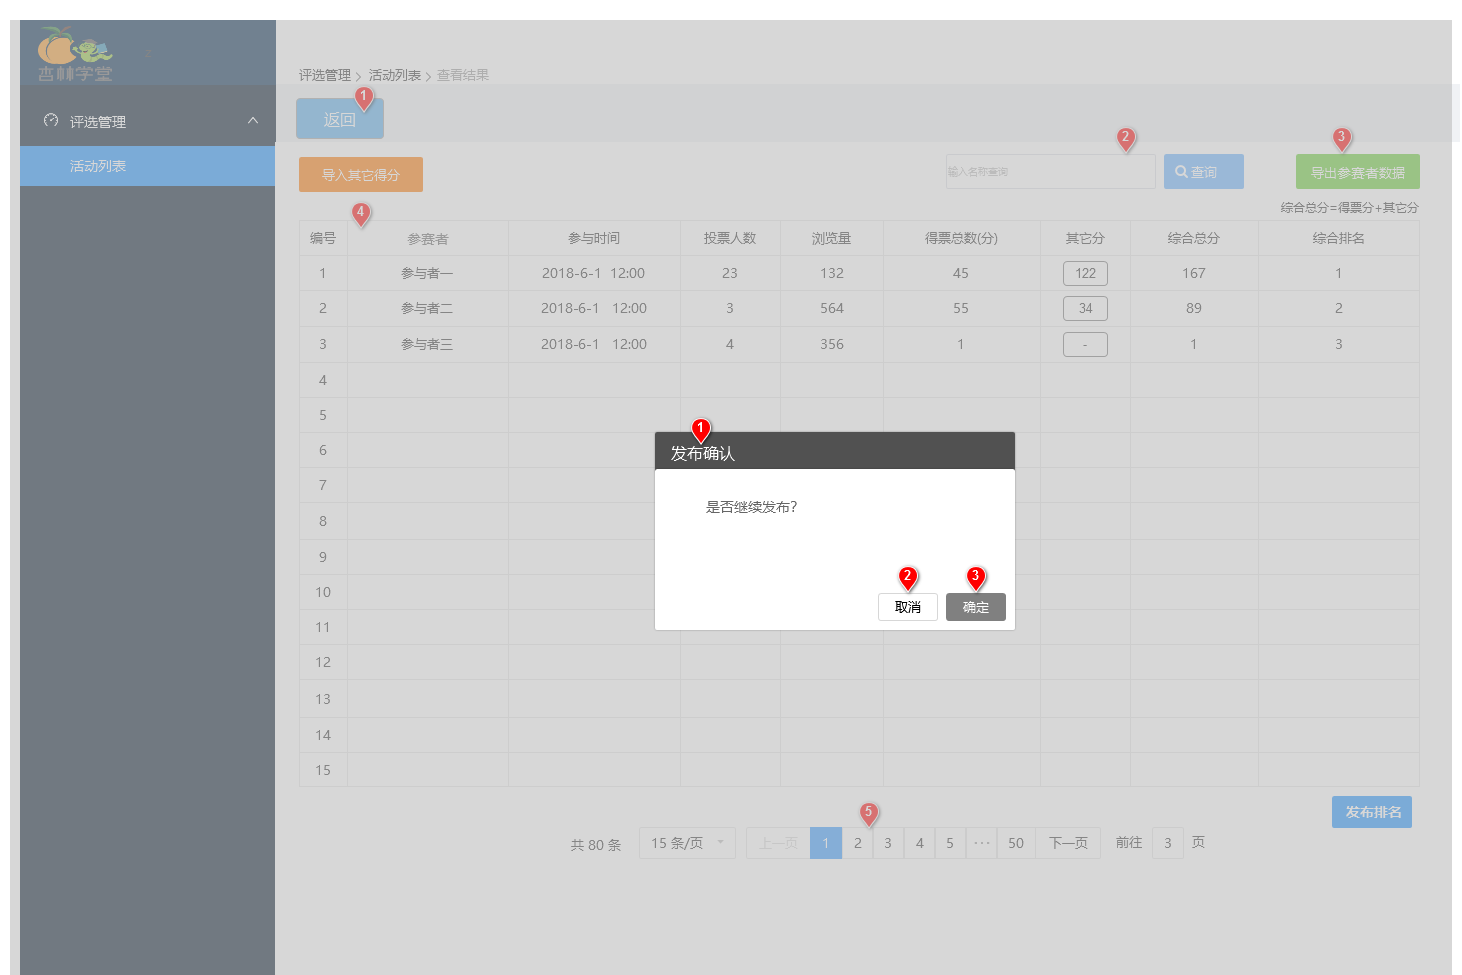 杏林学堂
评选管理 > 活动列表 > 查看结果
1
评选管理
返回
2
3
活动列表
导入其它得分
输入名称查询
查询
导出参赛者数据
综合总分=得票分+其它分
4
编号 参赛者 参与时间 投票人数 浏览量 得票总数(分) 其它分 综合总分 综合排名
1 参与者一 2018-6-1 12:00 23 132 45 122 167 1
2 参与者二 2018-6-1 12:00 3 564 55 34 89 2
3 参与者三 2018-6-1 12:00 4 356 1 - 1 3
4
5
6
7
8
9
10
11
12
13
14
15
1
发布确认
是否继续发布?
2
3
取消
确定
发布排名
5
共 80 条 15 条/页 上一页 1 2 3 4 5 ··· 50 下一页 前往 3 页